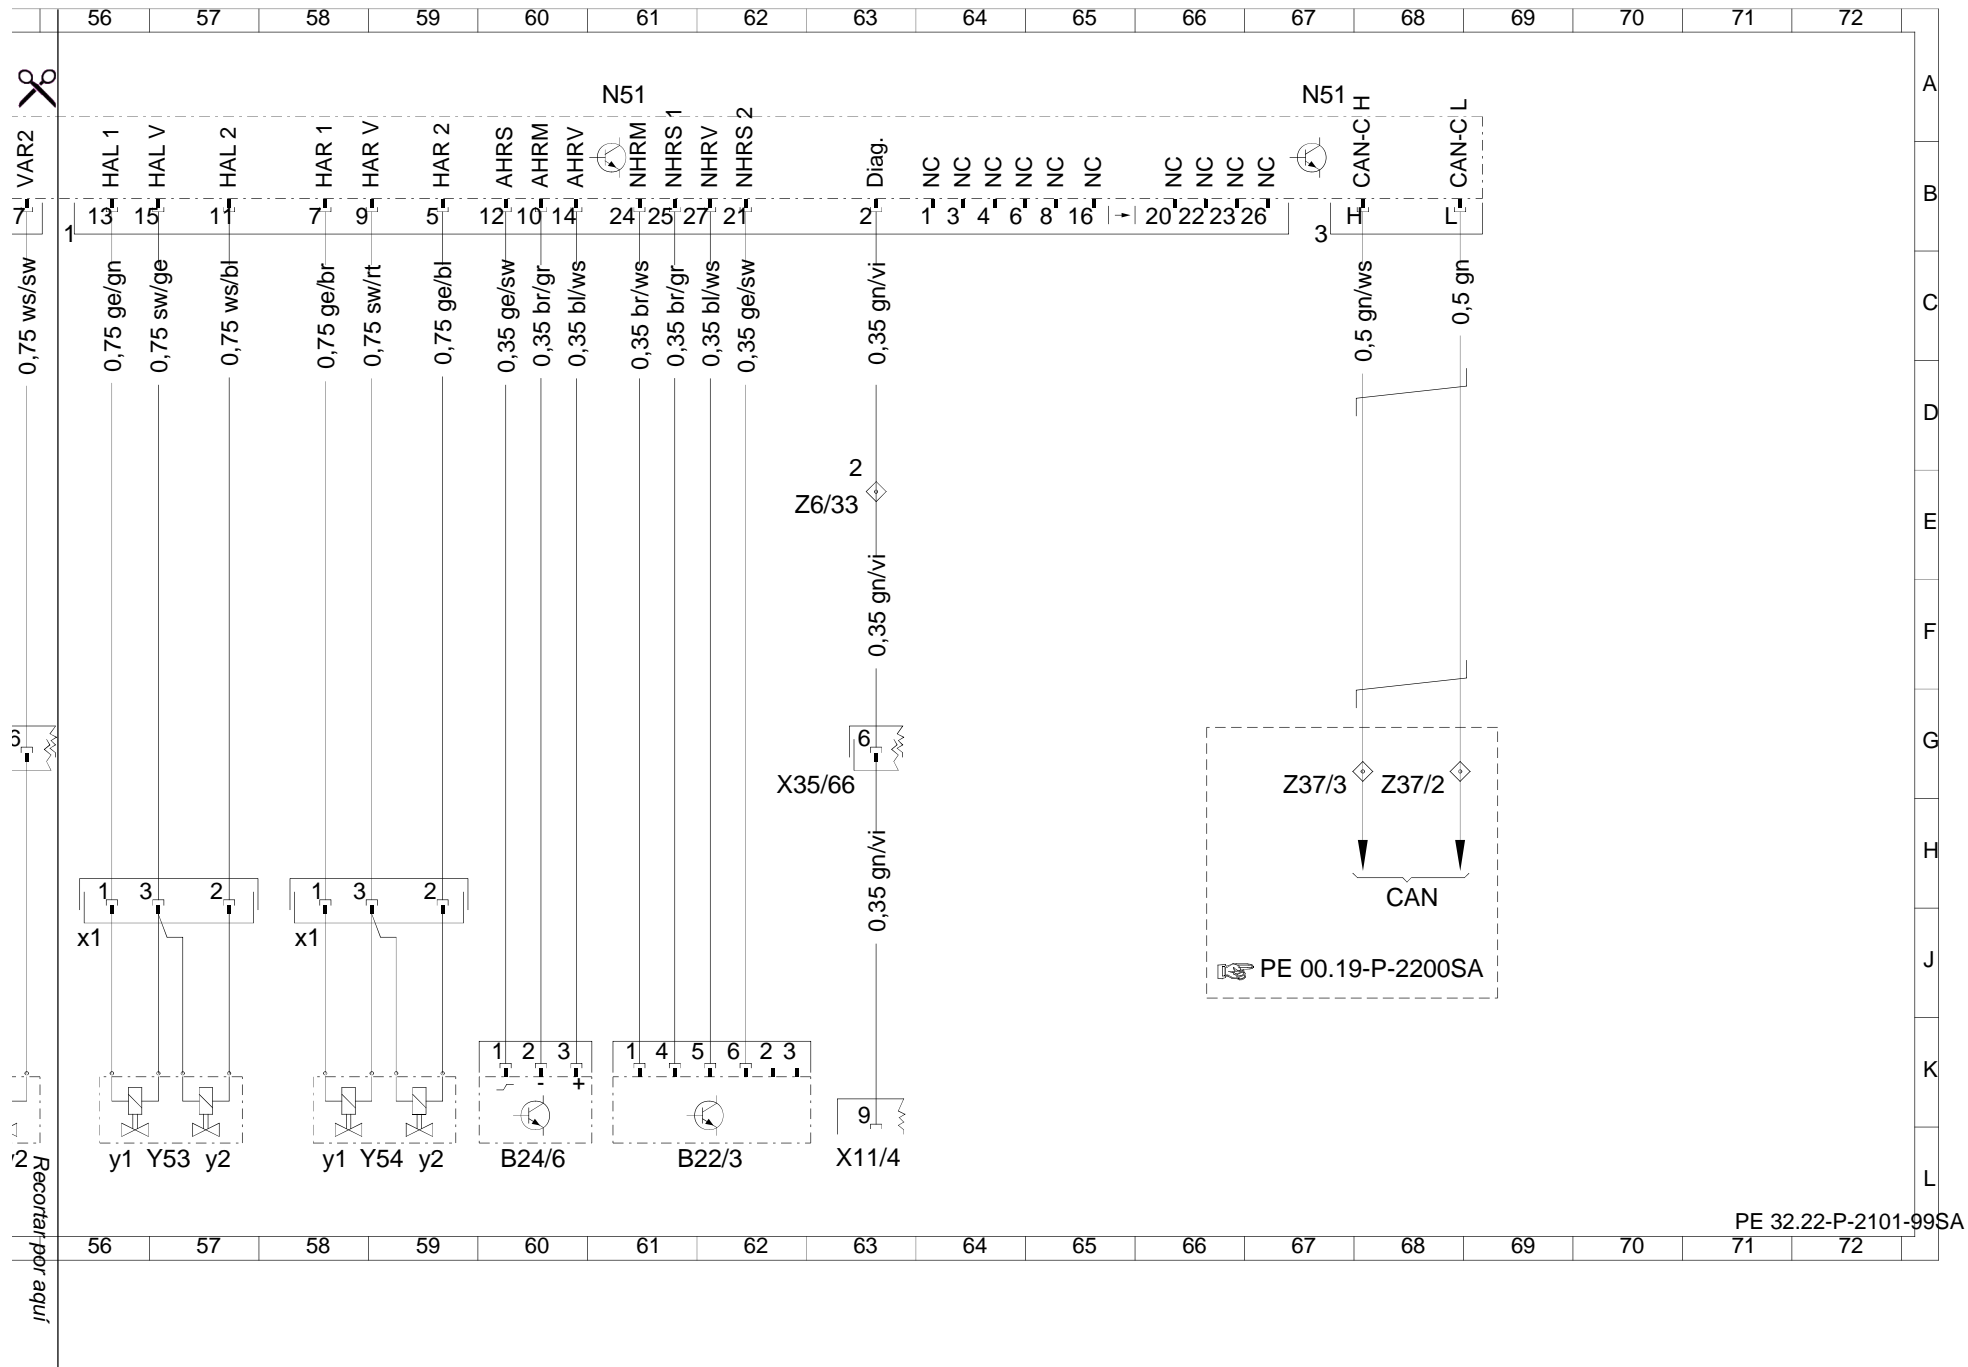 56 57 58 59 60 61 62 63 64 65 66 67 68 69 70 71 72
A
B
C
D
E
F
G
H
J
K
L
N51
N51
VAR2
HAL 1
HAL V
HAL 2
HAR 1
HAR V
HAR 2
AHRS
AHRM
AHRV
NHRM
NHRS 1
NHRV
NHRS 2
Diag.
NC
NC
NC
NC
NC
NC
NC
NC
NC
NC
CAN-C H
CAN-C L
7 13 15 11 7 9 5 12 10 14 24 25 27 21 2 1 3 4 6 8 16 20 22 23 26 H L
1
3
0,75 ws/sw
0,75 ge/gn
0,75 sw/ge
0,75 ws/bl
0,75 ge/br
0,75 sw/rt
0,75 ge/bl
0,35 ge/sw
0,35 br/gr
0,35 bl/ws
0,35 br/ws
0,35 br/gr
0,35 bl/ws
0,35 ge/sw
0,35 gn/vi
0,5 gn/ws
0,5 gn
2
Z6/33
0,35 gn/vi
6
6
X35/66
Z37/3 Z37/2
0,35 gn/vi
CAN
1 3 2
x1
1 3 2
x1
PE 00.19-P-2200SA
1 2 3
- +
1 4 5 6 2 3
9
y2
y1 Y53 y2
y1 Y54 y2
B24/6
B22/3
X11/4
Recortar por aquí
PE 32.22-P-2101-99SA
56 57 58 59 60 61 62 63 64 65 66 67 68 69 70 71 72